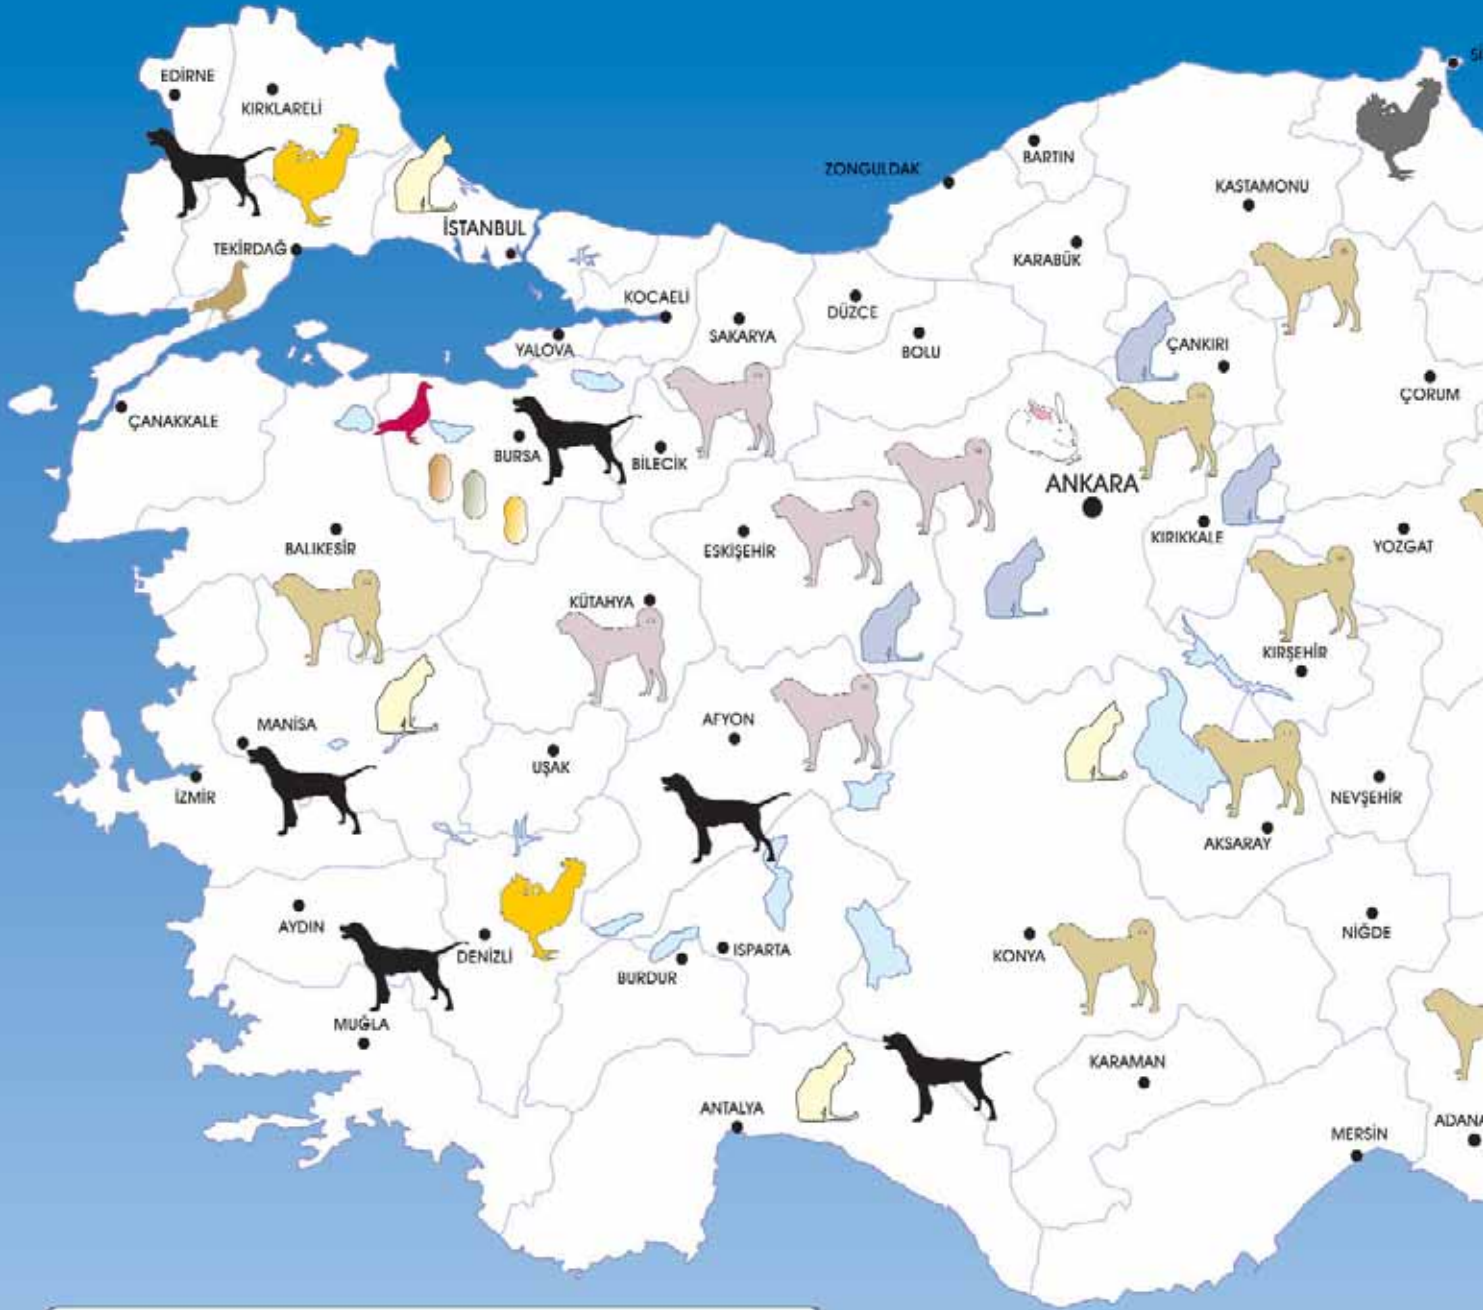 EDİRNE
KIRKLARELİ
ZONGULDAK
BARTIN
KASTAMONU
TEKİRDAĞ
İSTANBUL
KARABÜK
KOCAELİ
DÜZCE
SAKARYA
YALOVA
BOLU
ÇANKIRI
ÇORUM
ÇANAKKALE
BURSA
BİLECİK
ANKARA
BALIKESİR
ESKİŞEHİR
KIRIKKALE
YOZGAT
KÜTAHYA
KIRŞEHİR
MANİSA
AFYON
UŞAK
İZMİR
NEVŞEHİR
AKSARAY
AYDIN
DENİZLİ
ISPARTA
BURDUR
KONYA
NİĞDE
MUĞLA
KARAMAN
ANTALYA
MERSİN
ADANA